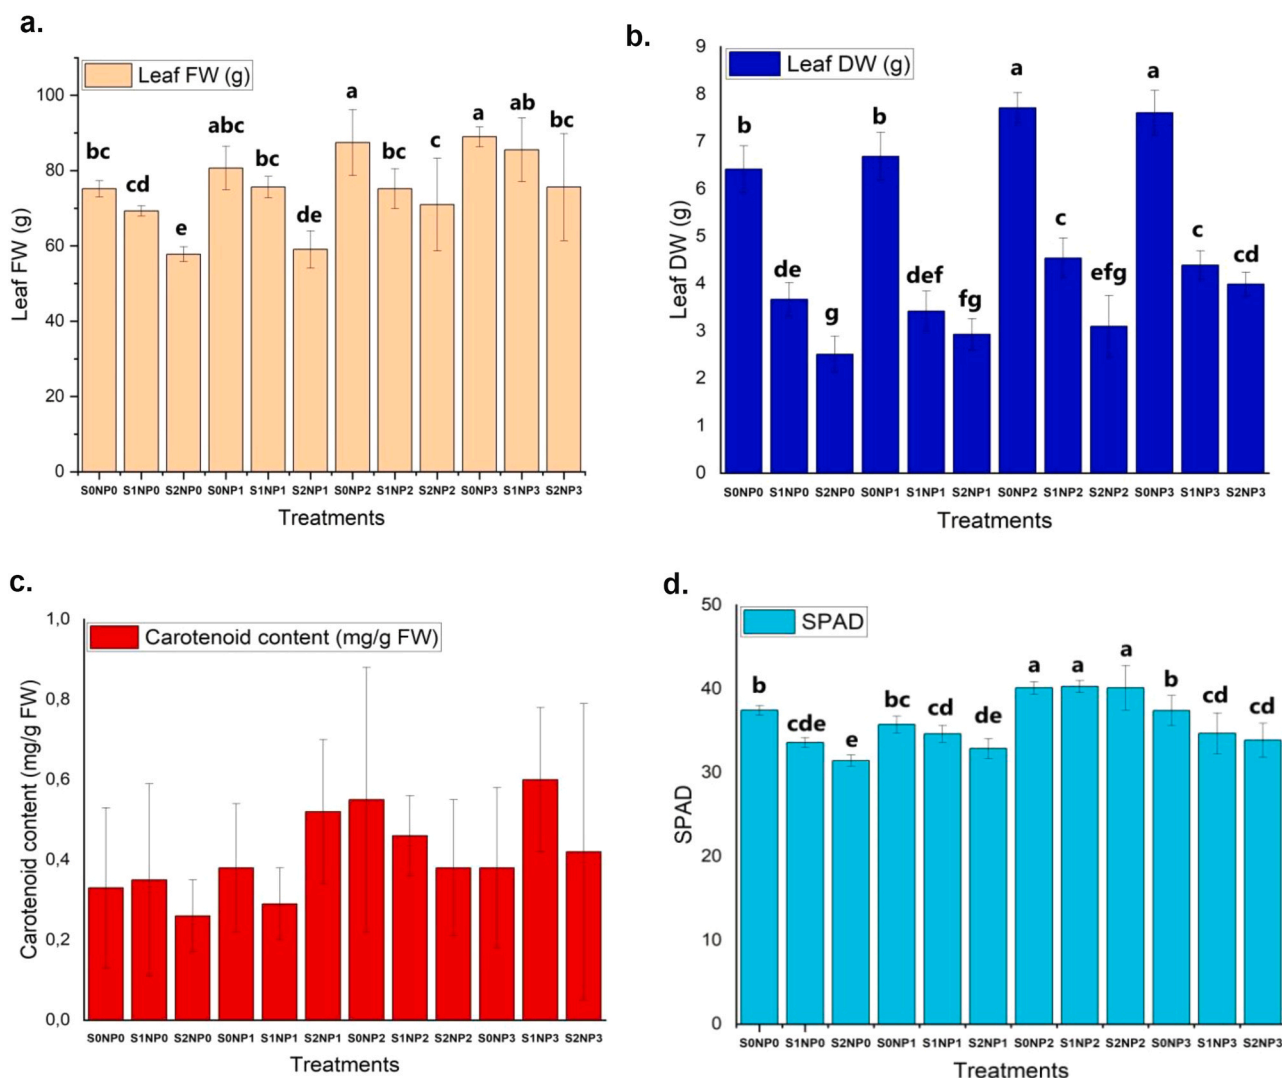 a.
Leaf FW (g)
100
80
60
40
20
0
Leaf FW (g)
bc
cd
e
abc
bc
de
a
bc
c
a
ab
bc
S0NP0 S1NP0 S2NP0 S0NP1 S1NP1 S2NP1 S0NP2 S1NP2 S2NP2 S0NP3 S1NP3 S2NP3
Treatments
b.
Leaf DW (g)
9
8
7
6
5
4
3
2
1
0
Leaf DW (g)
b
de
g
b
def
fg
a
c
efg
a
c
cd
S0NP0 S1NP0 S2NP0 S0NP1 S1NP1 S2NP1 S0NP2 S1NP2 S2NP2 S0NP3 S1NP3 S2NP3
Treatments
c.
Carotenoid content (mg/g FW)
1,0
0,8
0,6
0,4
0,2
0,0
Carotenoid content (mg/g FW)
S0NP0 S1NP0 S2NP0 S0NP1 S1NP1 S2NP1 S0NP2 S1NP2 S2NP2 S0NP3 S1NP3 S2NP3
Treatments
d.
SPAD
50
40
30
20
10
0
SPAD
b
cde
e
bc
cd
de
a
a
a
b
cd
cd
S0NP0 S1NP0 S2NP0 S0NP1 S1NP1 S2NP1 S0NP2 S1NP2 S2NP2 S0NP3 S1NP3 S2NP3
Treatments